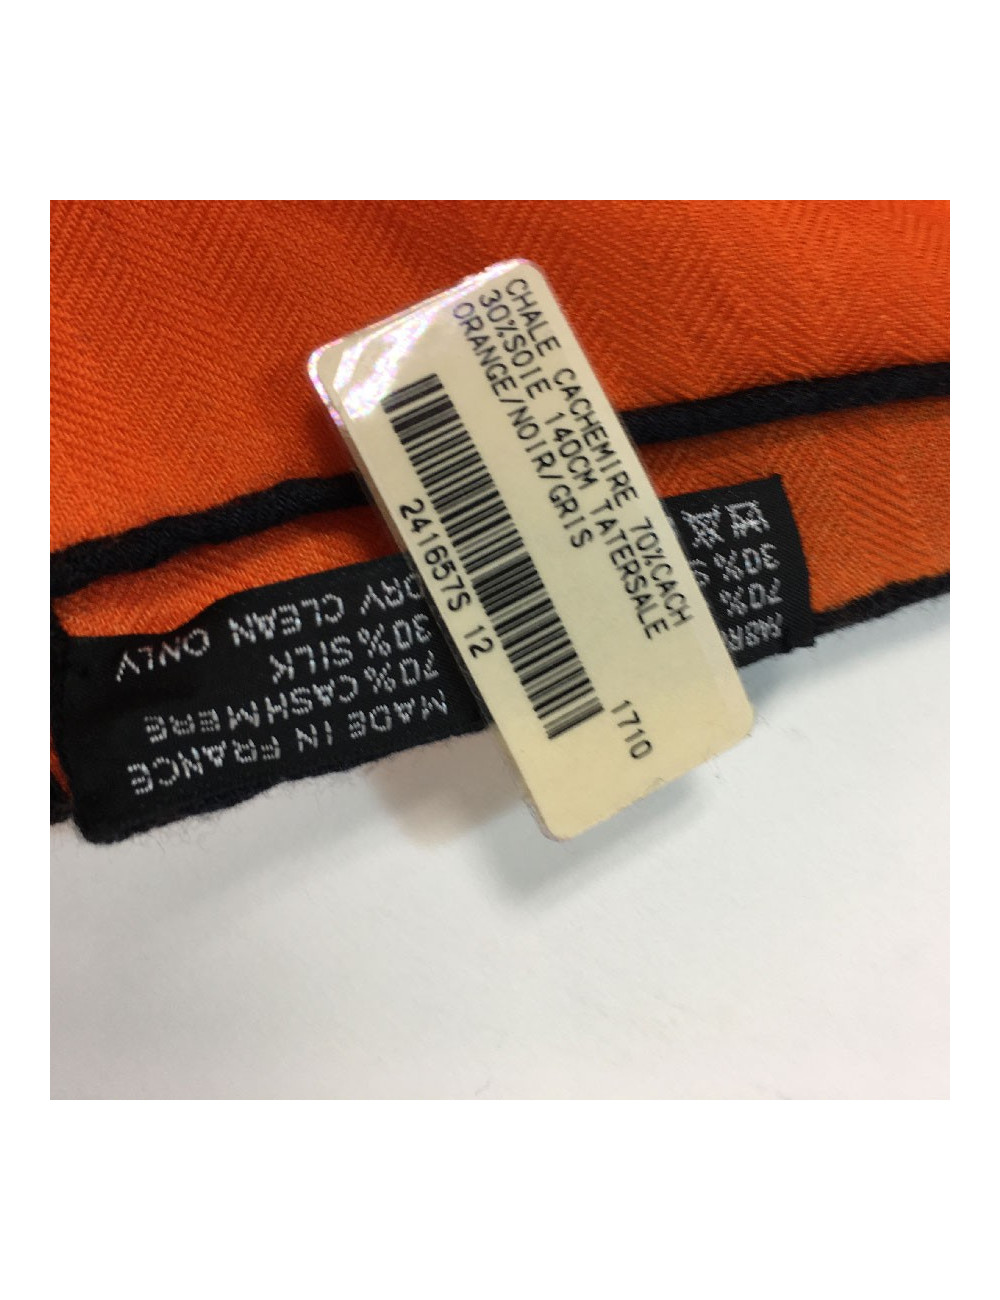 CHALE CACHEMIRE 70%CACH
30%SOIE 140CM TATERSALE
ORANGE/NOIR/GRIS
1710
241657S 12
MADE IN FRANCE
70% CASHMERE
30% SILK
DRY CLEAN ONLY
70%
30% S